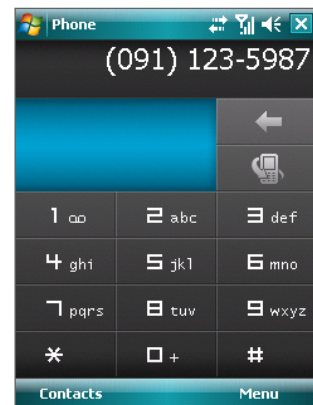 Phone
(091) 123-5987
1 2 abc 3 def
4 ghi 5 jkl 6 mno
7 pqrs 8 tuv 9 wxyz
* 0 + #
Contacts Menu